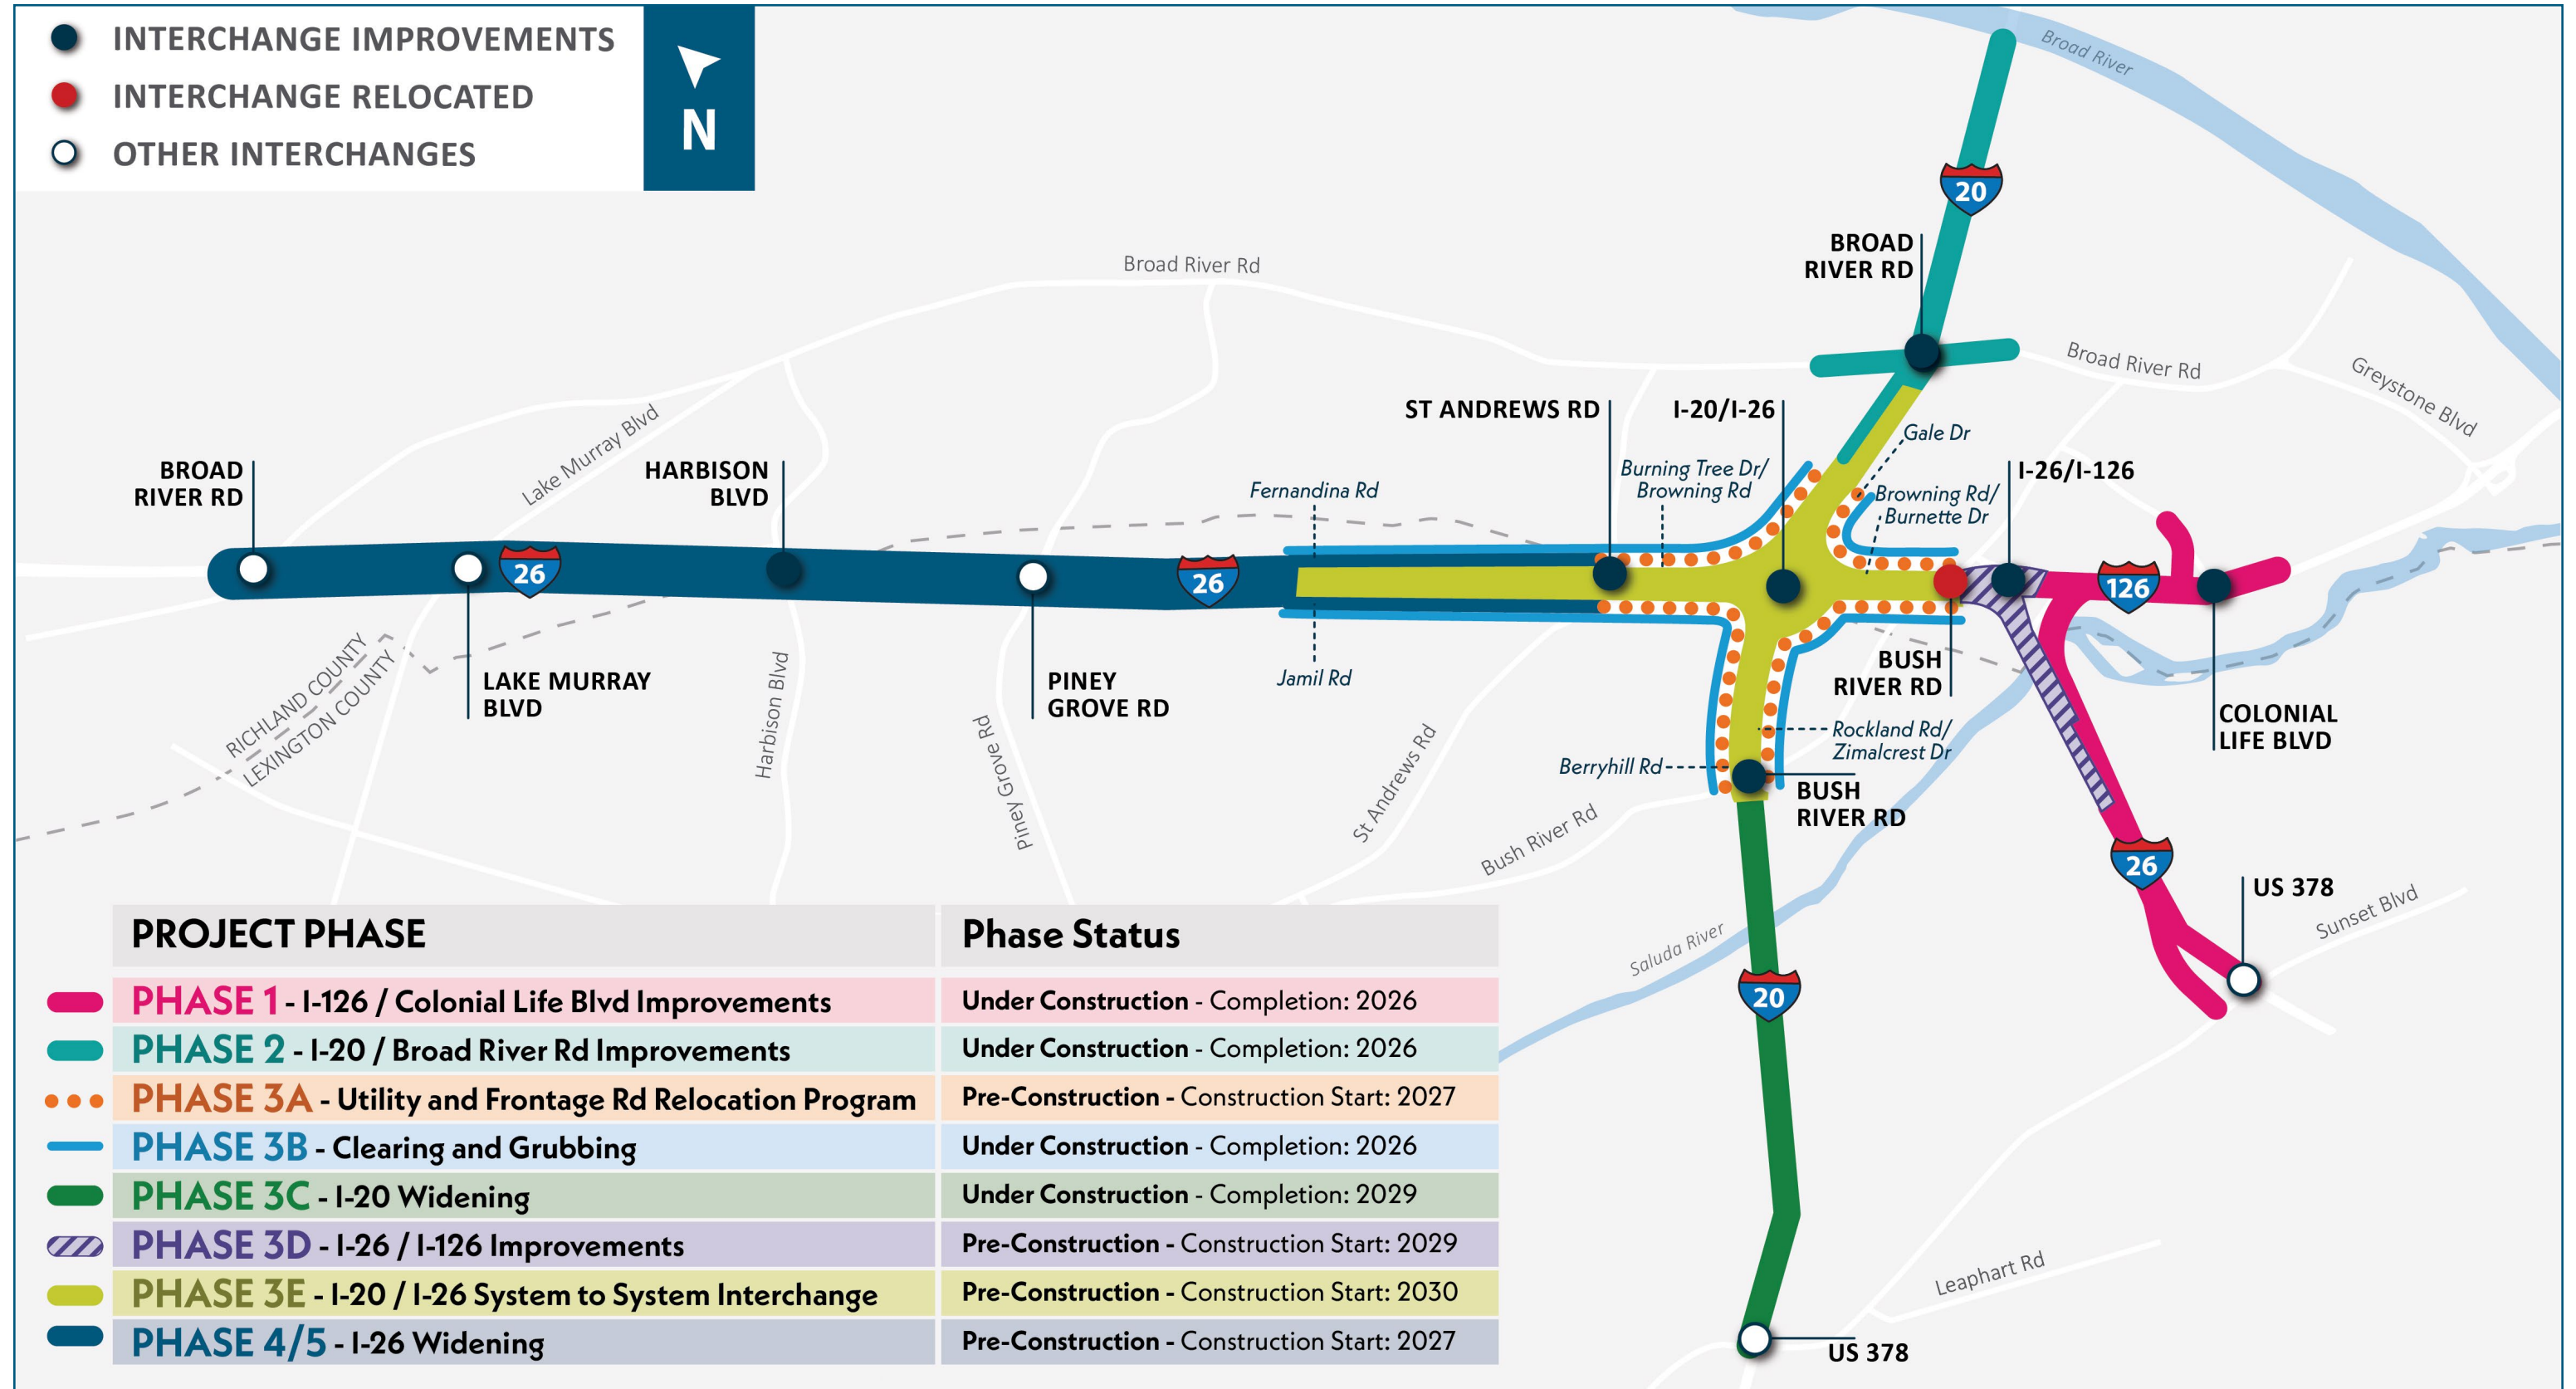 INTERCHANGE IMPROVEMENTS
INTERCHANGE RELOCATED
OTHER INTERCHANGES
N
Broad River
20
BROAD
RIVER RD
Broad River Rd
Broad River Rd
Greystone Blvd
Lake Murray Blvd
ST ANDREWS RD
I-20/I-26
Gale Dr
BROAD
RIVER RD
HARBISON
BLVD
Fernandina Rd
Burning Tree Dr/
Browning Rd
I-26/I-126
Browning Rd/
Burnette Dr
26
26
126
RICHLAND COUNTY
LEXINGTON COUNTY
LAKE MURRAY
BLVD
Harbison Blvd
PINEY
GROVE RD
Piney Grove Rd
Jamil Rd
St Andrews Rd
BUSH
RIVER RD
COLONIAL
LIFE BLVD
Rockland Rd/
Zimalcrest Dr
Berryhill Rd
BUSH
RIVER RD
Bush River Rd
26
US 378
Sunset Blvd
Saluda River
20
Leaphart Rd
US 378
PROJECT PHASE
Phase Status
PHASE 1 - I-126 / Colonial Life Blvd Improvements
Under Construction - Completion: 2026
PHASE 2 - I-20 / Broad River Rd Improvements
Under Construction - Completion: 2026
PHASE 3A - Utility and Frontage Rd Relocation Program
Pre-Construction - Construction Start: 2027
PHASE 3B - Clearing and Grubbing
Under Construction - Completion: 2026
PHASE 3C - I-20 Widening
Under Construction - Completion: 2029
PHASE 3D - I-26 / I-126 Improvements
Pre-Construction - Construction Start: 2029
PHASE 3E - I-20 / I-26 System to System Interchange
Pre-Construction - Construction Start: 2030
PHASE 4/5 - I-26 Widening
Pre-Construction - Construction Start: 2027